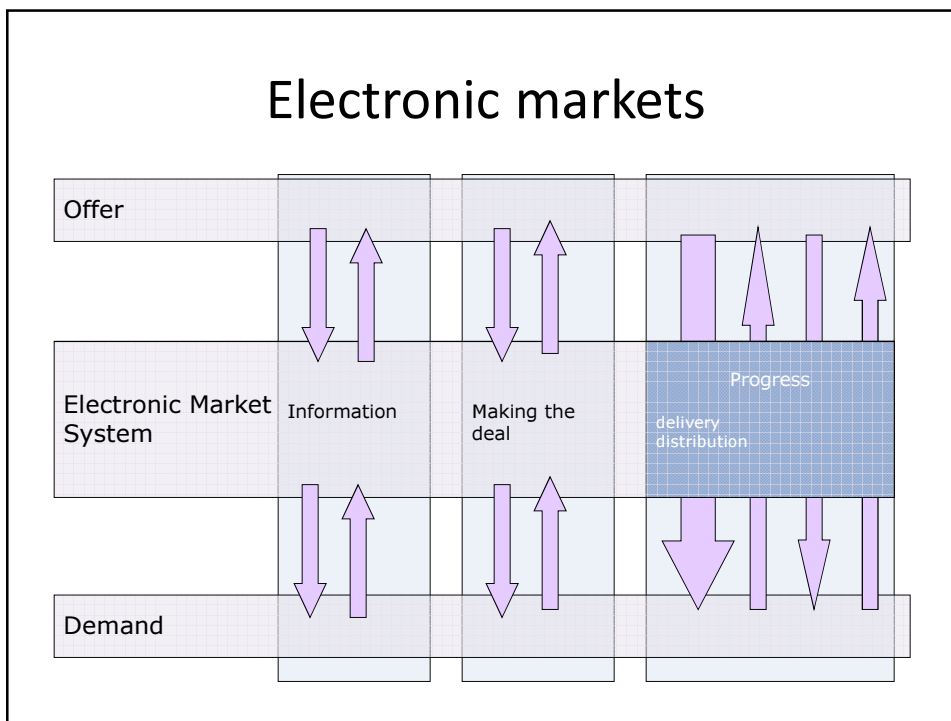 Electronic markets
Offer
Electronic Market
System
Information
Making the
deal
Progress
delivery
distribution
Demand